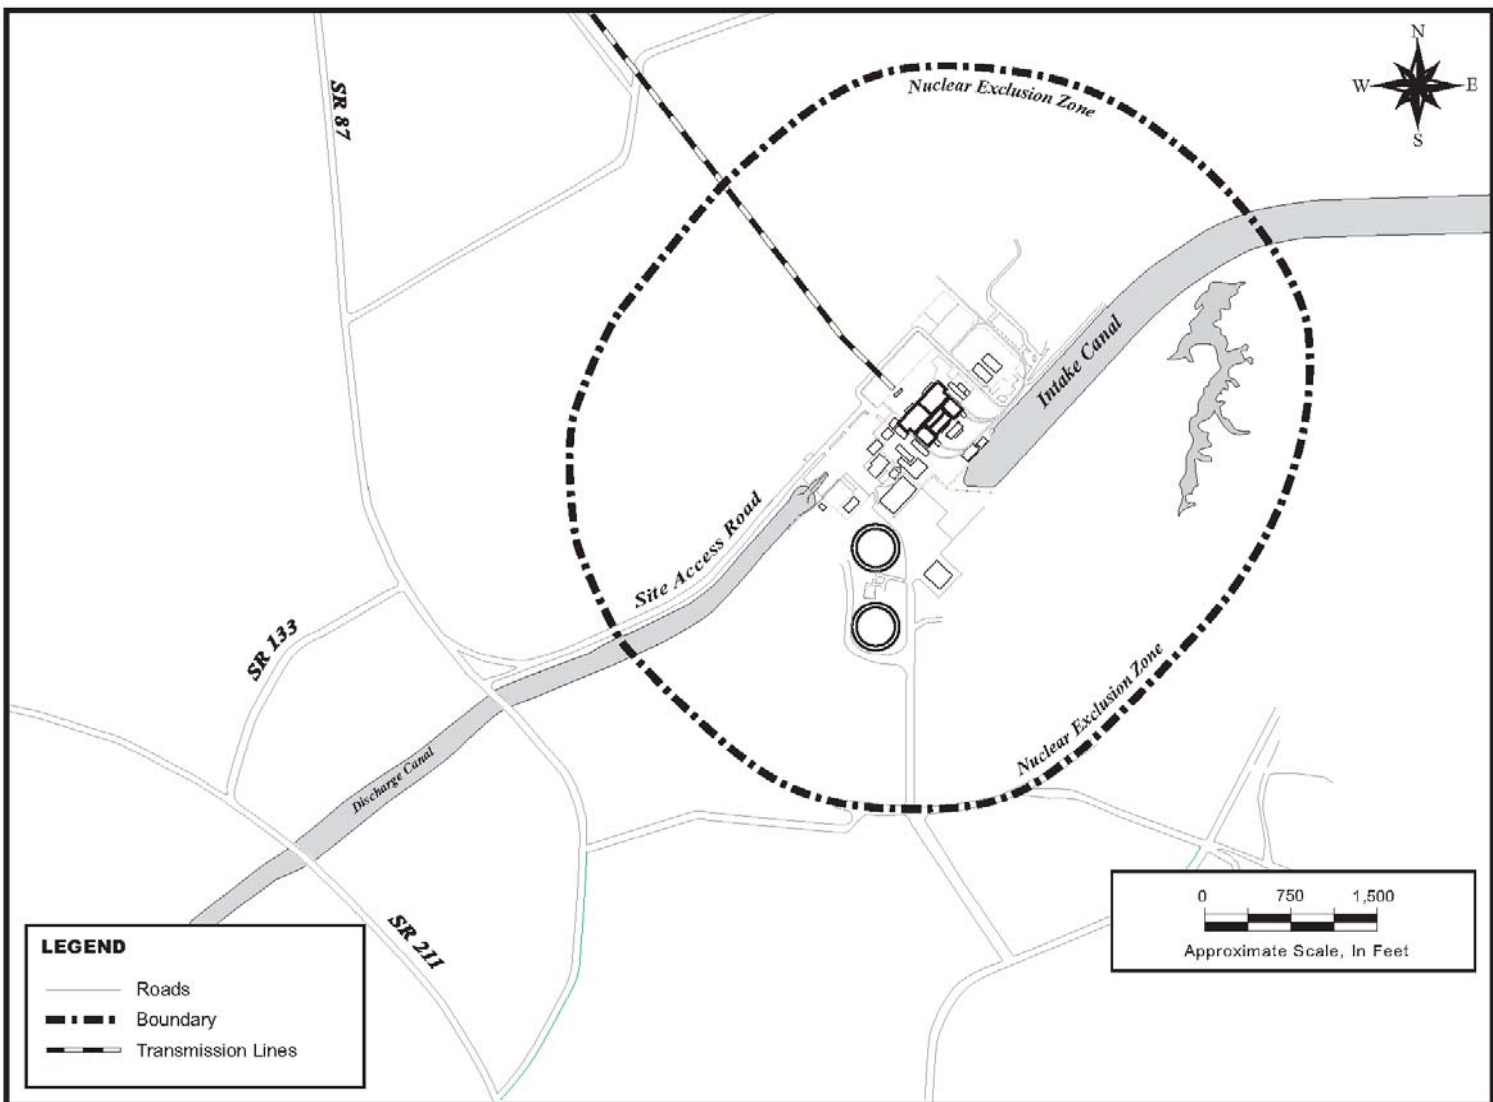 N
W E
S
SR 87
Nuclear Exclusion Zone
Intake Canal
Site Access Road
SR 133
Discharge Canal
Nuclear Exclusion Zone
SR 211
0 750 1,500
Approximate Scale, In Feet
LEGEND
Roads
Boundary
Transmission Lines